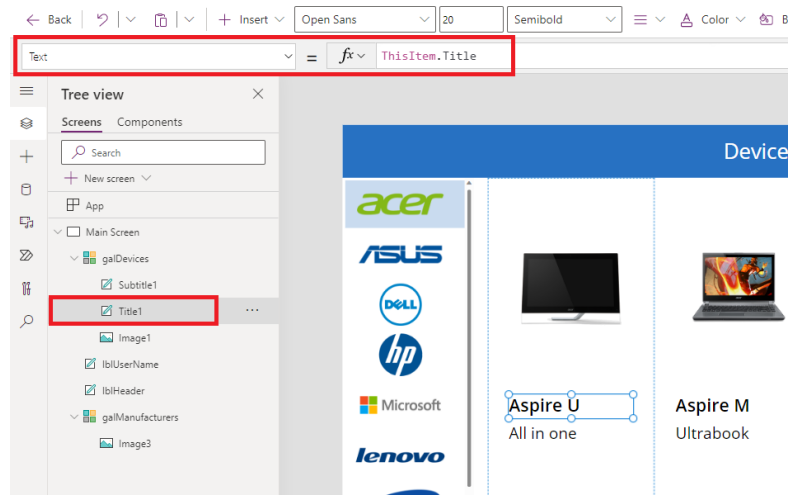 Back Insert Open Sans 20 Semibold Color
Text = fx ThisItem.Title
Tree view
Screens Components
Search
New screen
App
Main Screen
galDevices
Subtitle1
Title1 ...
Image1
lblUserName
lblHeader
galManufacturers
Image3
Device
acer
ASUS
DELL
hp
Microsoft
lenovo
Aspire U Aspire M
All in one Ultrabook